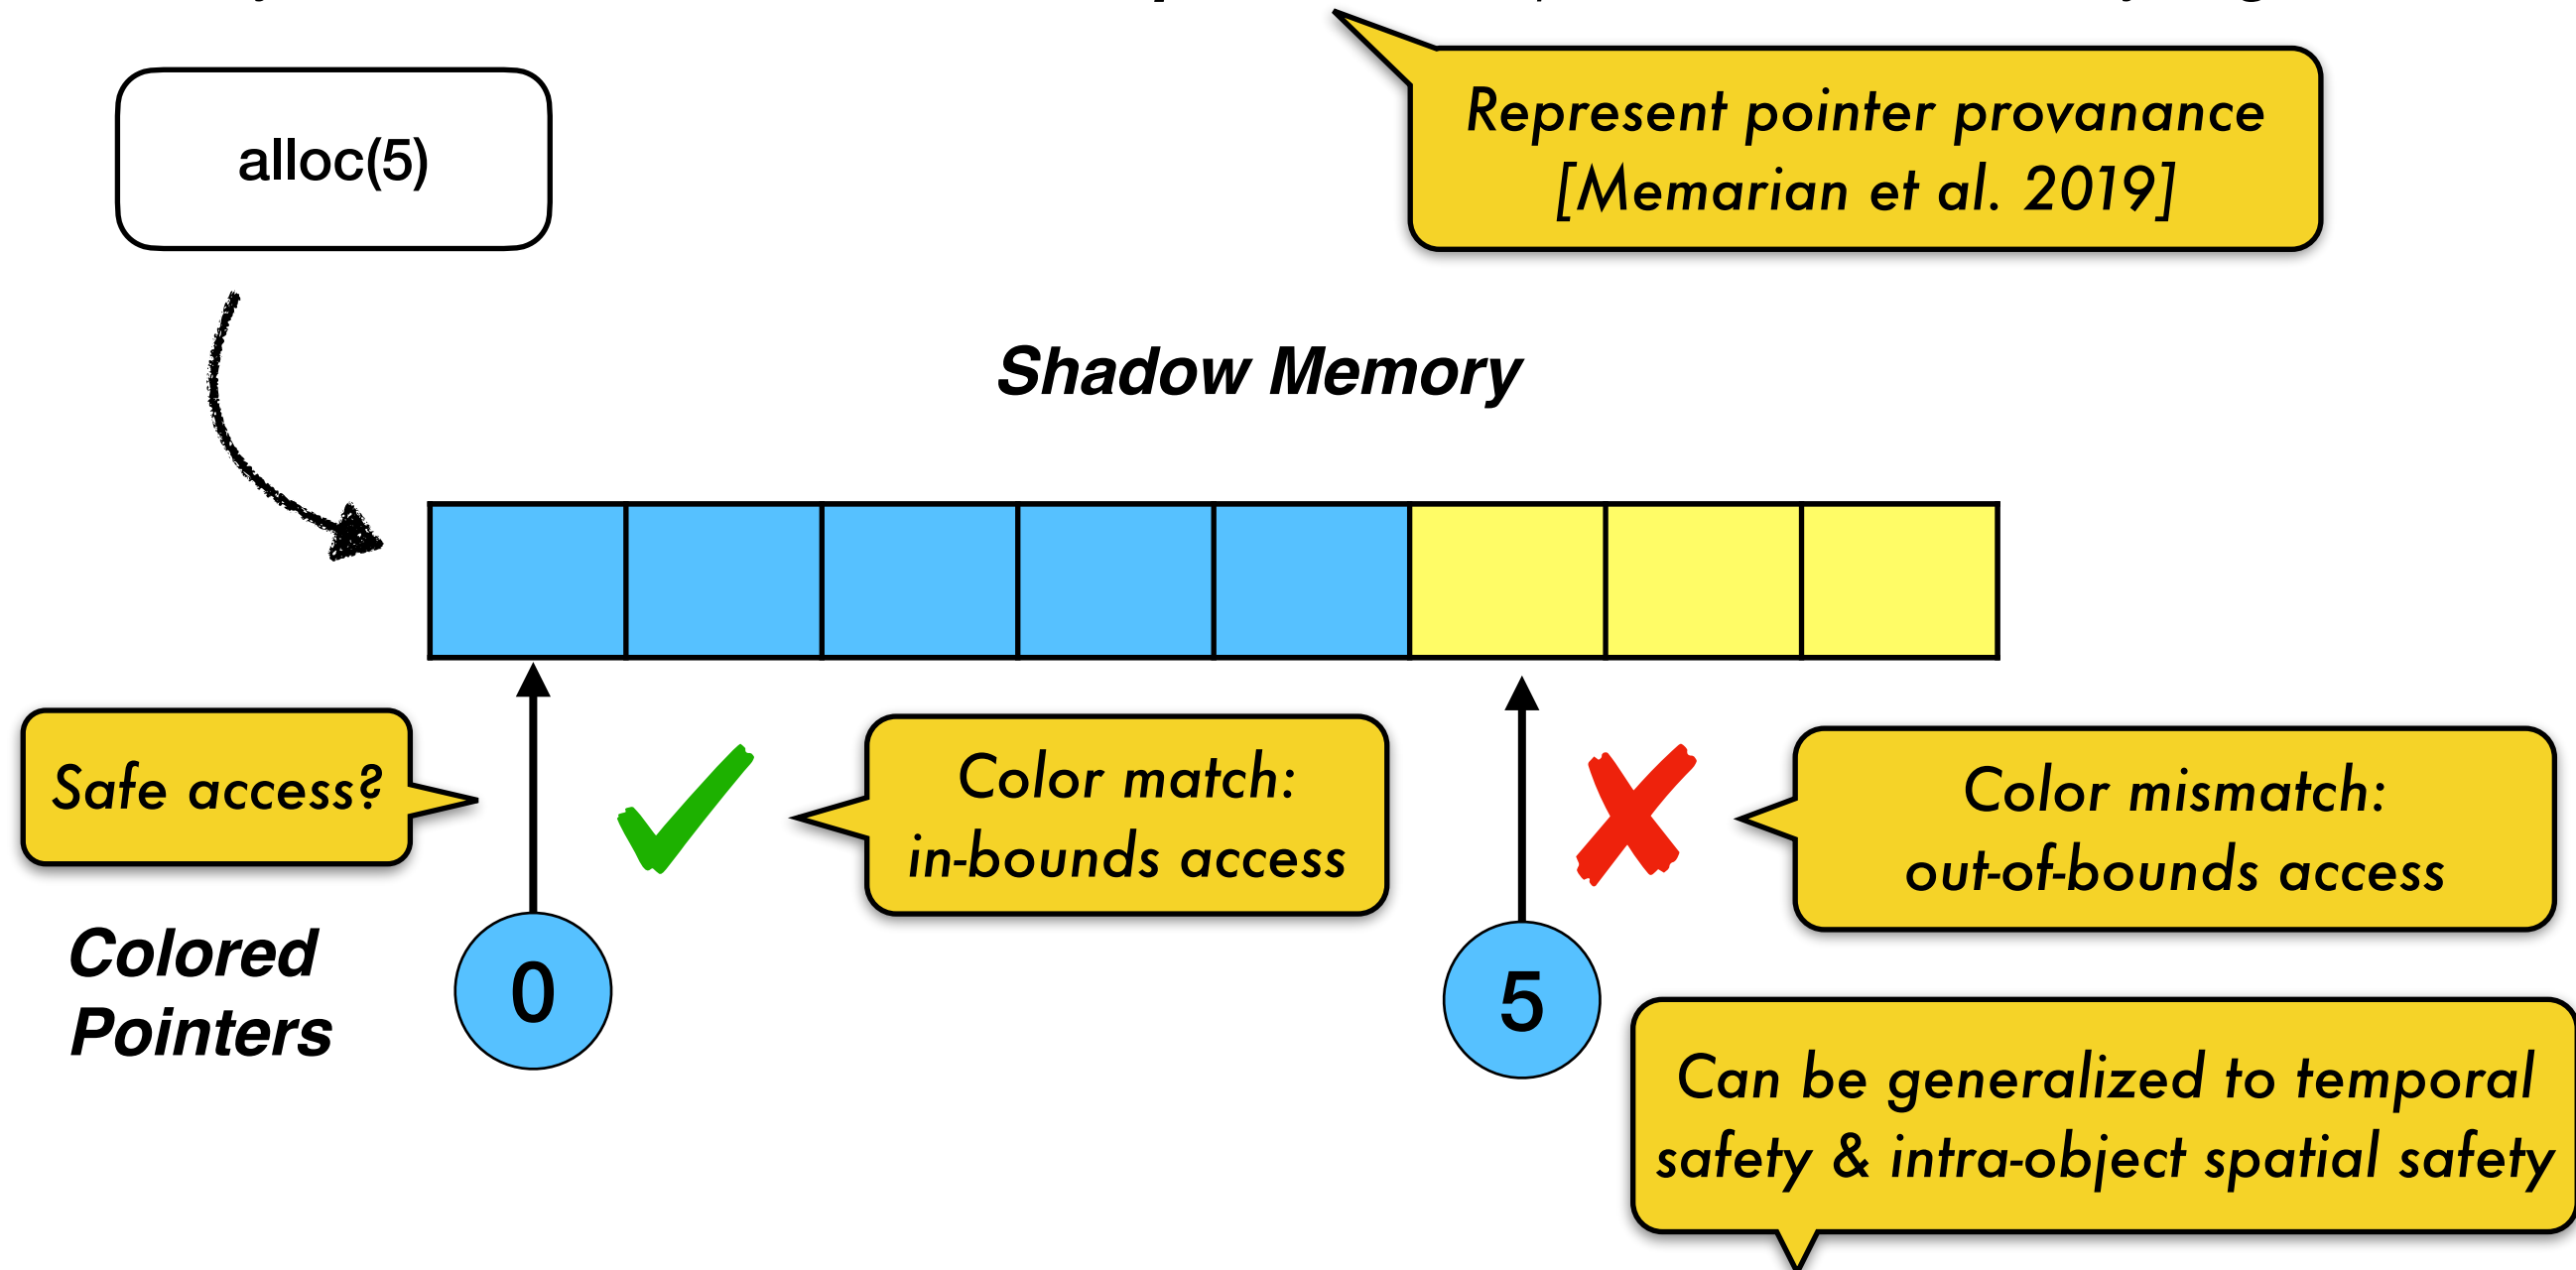 Represent pointer provanance
[Memarian et al. 2019]
alloc(5)
Shadow Memory
Safe access?
Color match:
in-bounds access
Color mismatch:
out-of-bounds access
Colored
Pointers
0
5
Can be generalized to temporal
safety & intra-object spatial safety